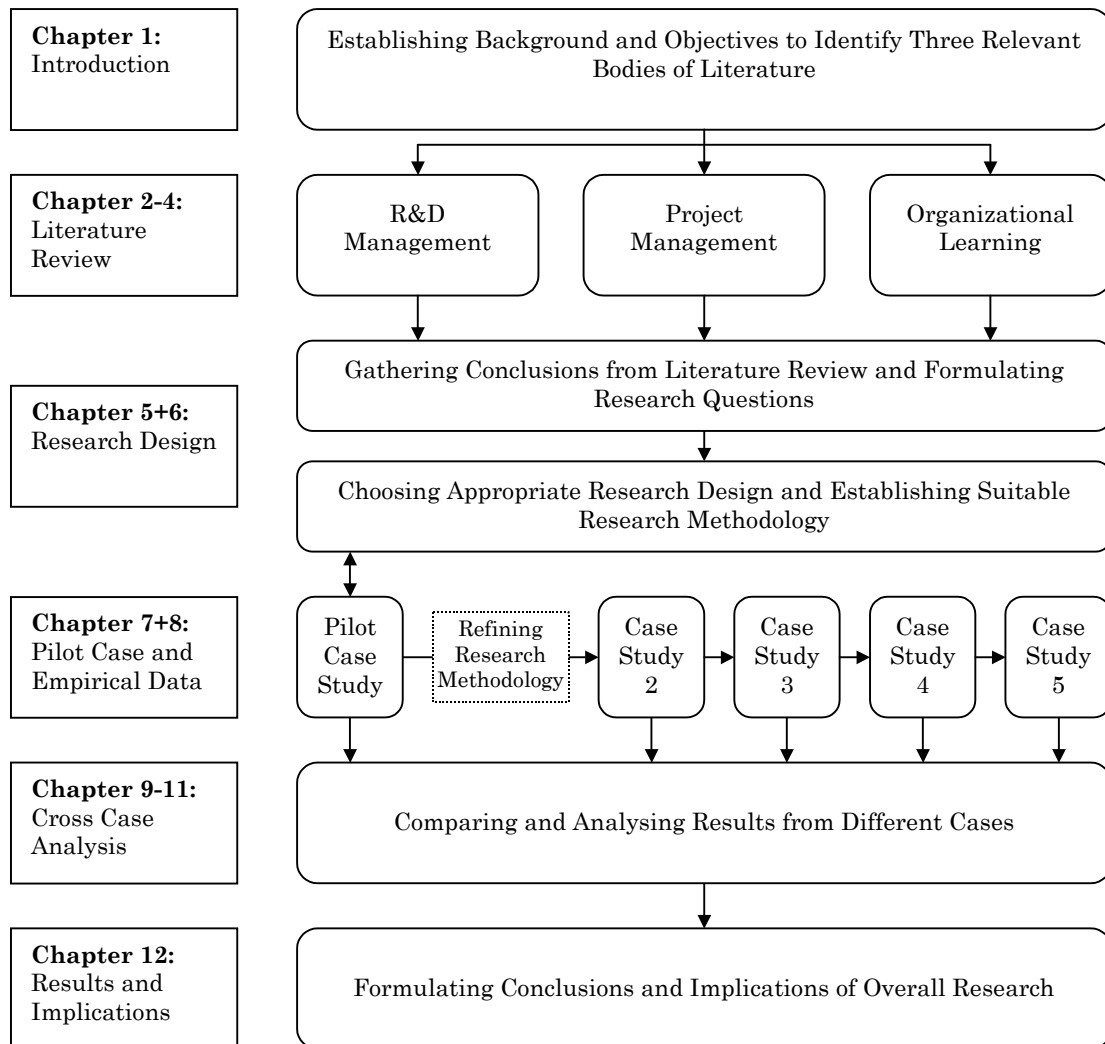 Chapter 1:
Introduction
Establishing Background and Objectives to Identify Three Relevant
Bodies of Literature
Chapter 2-4:
Literature
Review
R&D
Management
Project
Management
Organizational
Learning
Chapter 5+6:
Research Design
Gathering Conclusions from Literature Review and Formulating
Research Questions
Choosing Appropriate Research Design and Establishing Suitable
Research Methodology
Chapter 7+8:
Pilot Case and
Empirical Data
Pilot
Case
Study
Refining
Research
Methodology
Case
Study
2
Case
Study
3
Case
Study
4
Case
Study
5
Chapter 9-11:
Cross Case
Analysis
Comparing and Analysing Results from Different Cases
Chapter 12:
Results and
Implications
Formulating Conclusions and Implications of Overall Research